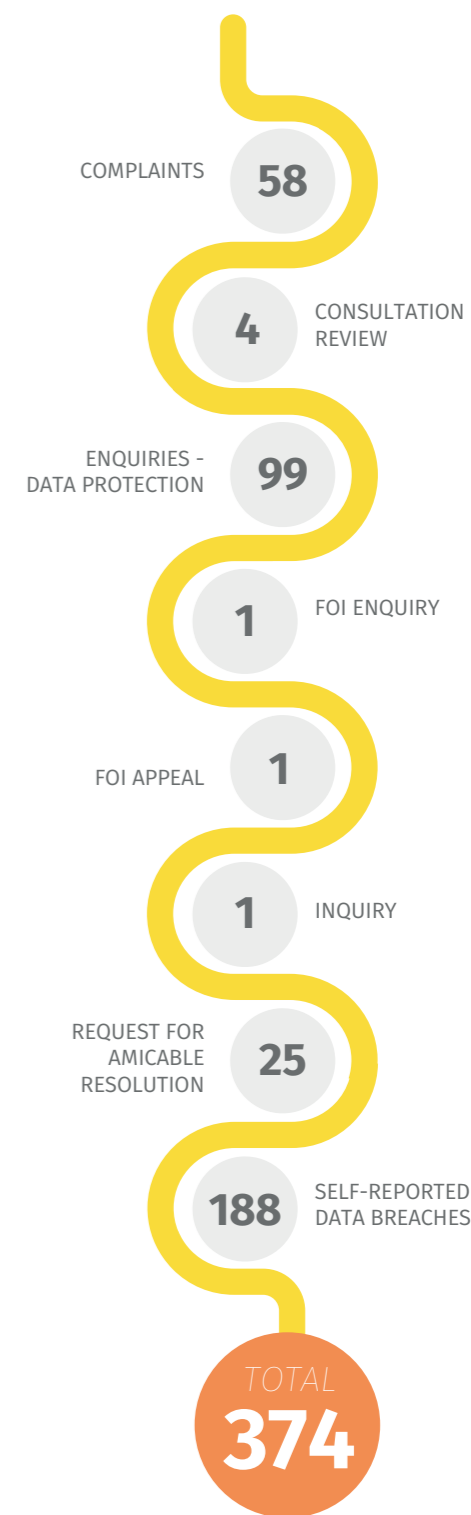 COMPLAINTS
58
4
CONSULTATION
REVIEW
ENQUIRIES -
DATA PROTECTION
99
1
FOI ENQUIRY
FOI APPEAL
1
1
INQUIRY
REQUEST FOR
AMICABLE
RESOLUTION
25
188
SELF-REPORTED
DATA BREACHES
TOTAL
374